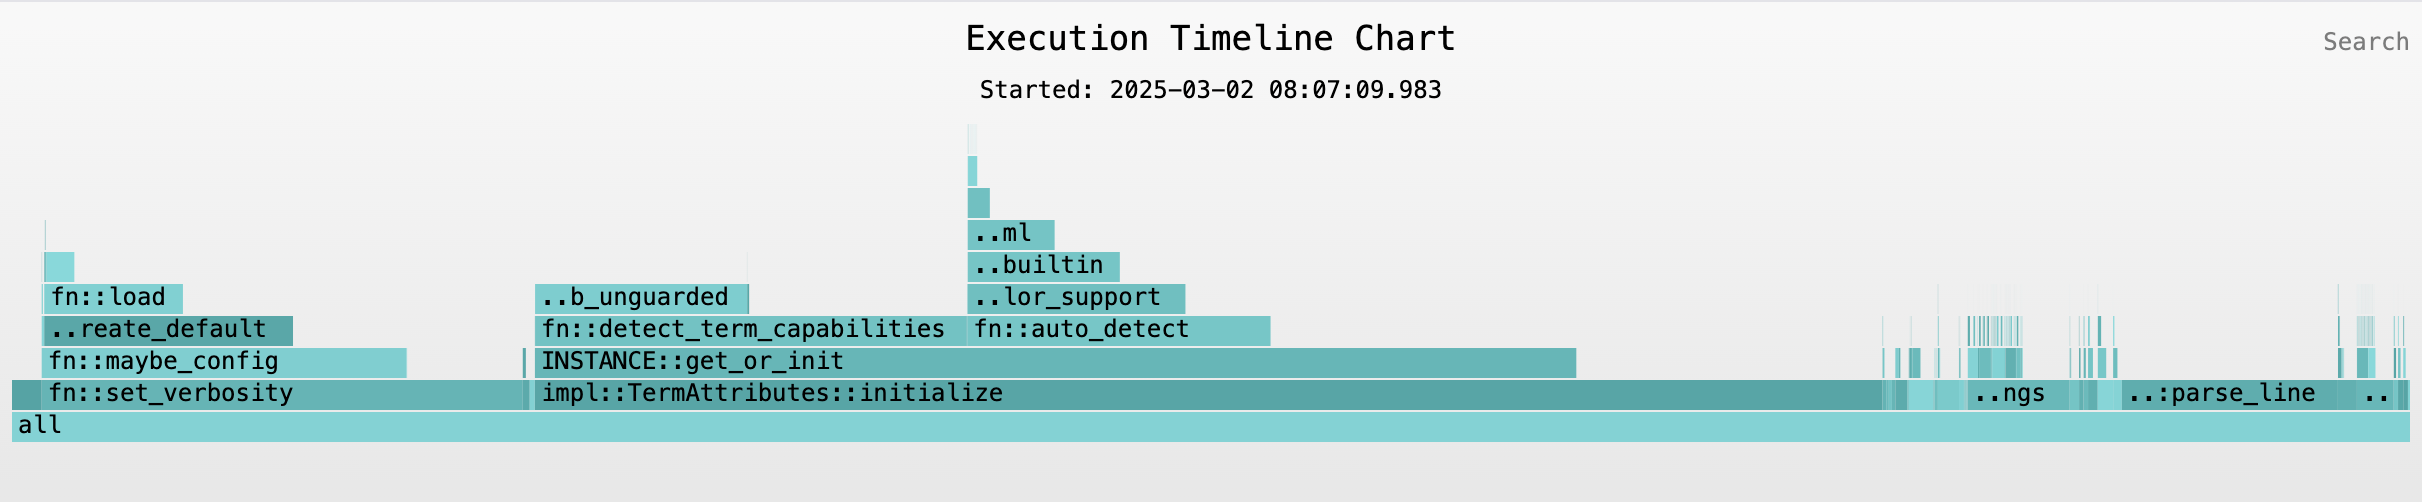 Execution Timeline Chart
Search
Started: 2025-03-02 08:07:09.983
..ml
..builtin
fn::load ..b_unguarded ..lor_support
..reate_default fn::detect_term_capabilities fn::auto_detect
fn::maybe_config INSTANCE::get_or_init
fn::set_verbosity impl::TermAttributes::initialize ..ngs ..:parse_line ..
all